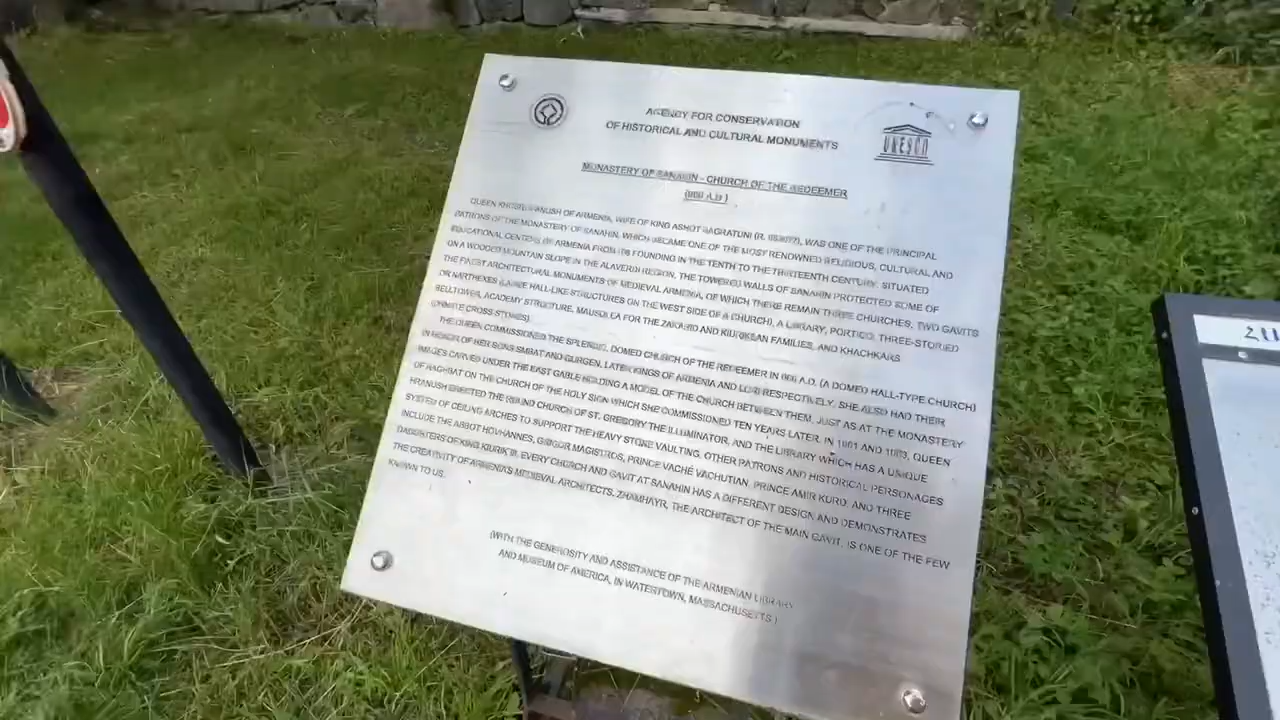 AGENCY FOR CONSERVATION
OF HISTORICAL AND CULTURAL MONUMENTS
UNESCO
MONASTERY OF SANAHIN - CHURCH OF THE REDEEMER
(966 A.D.)
QUEEN KHOSROVANUSH OF ARMENIA, WIFE OF KING ASHOT BAGRATUNI (R. 953/977), WAS ONE OF THE PRINCIPAL
PATRONS OF THE MONASTERY OF SANAHIN, WHICH BECAME ONE OF THE MOST RENOWNED RELIGIOUS, CULTURAL AND
EDUCATIONAL CENTERS OF ARMENIA FROM ITS FOUNDING IN THE TENTH TO THE THIRTEENTH CENTURY. SITUATED
ON A WOODED MOUNTAIN SLOPE IN THE ALAVERDI REGION, THE TOWERED WALLS OF SANAHIN PROTECTED SOME OF
THE FINEST ARCHITECTURAL MONUMENTS OF MEDIEVAL ARMENIA, OF WHICH THERE REMAIN THREE CHURCHES, TWO GAVITS
OR NARTHEXES (LARGE HALL-LIKE STRUCTURES ON THE WEST SIDE OF A CHURCH), A LIBRARY, PORTICO, THREE-STORIED
BELLTOWER, ACADEMY STRUCTURE, MAUSOLEA FOR THE ZAKARID AND KIURIKEAN FAMILIES, AND KHACHKARS
(ORNATE CROSS-STONES).
THE QUEEN COMMISSIONED THE SPLENDID, DOMED CHURCH OF THE REDEEMER IN 966 A.D. (A DOMED HALL-TYPE CHURCH)
IN HONOR OF HER SONS SMBAT AND GURGEN, LATER KINGS OF ARMENIA AND LORI RESPECTIVELY. SHE ALSO HAD THEIR
IMAGES CARVED UNDER THE EAST GABLE HOLDING A MODEL OF THE CHURCH BETWEEN THEM, JUST AS AT THE MONASTERY
OF HAGHBAT ON THE CHURCH OF THE HOLY SIGN WHICH SHE COMMISSIONED TEN YEARS LATER. IN 1061 AND 1063, QUEEN
HRANUSH ERECTED THE ROUND CHURCH OF ST. GREGORY THE ILLUMINATOR, AND THE LIBRARY WHICH HAS A UNIQUE
SYSTEM OF CEILING ARCHES TO SUPPORT THE HEAVY STONE VAULTING. OTHER PATRONS AND HISTORICAL PERSONAGES
INCLUDE THE ABBOT HOVHANNES, GRIGOR MAGISTROS, PRINCE VACHÉ VACHUTIAN, PRINCE AMIR KURD, AND THREE
DAUGHTERS OF KING KIURIK III. EVERY CHURCH AND GAVIT AT SANAHIN HAS A DIFFERENT DESIGN AND DEMONSTRATES
THE CREATIVITY OF ARMENIA'S MEDIEVAL ARCHITECTS. ZHAMHAYR, THE ARCHITECT OF THE MAIN GAVIT, IS ONE OF THE FEW
KNOWN TO US.
(WITH THE GENEROSITY AND ASSISTANCE OF THE ARMENIAN LIBRARY
AND MUSEUM OF AMERICA, IN WATERTOWN, MASSACHUSETTS)